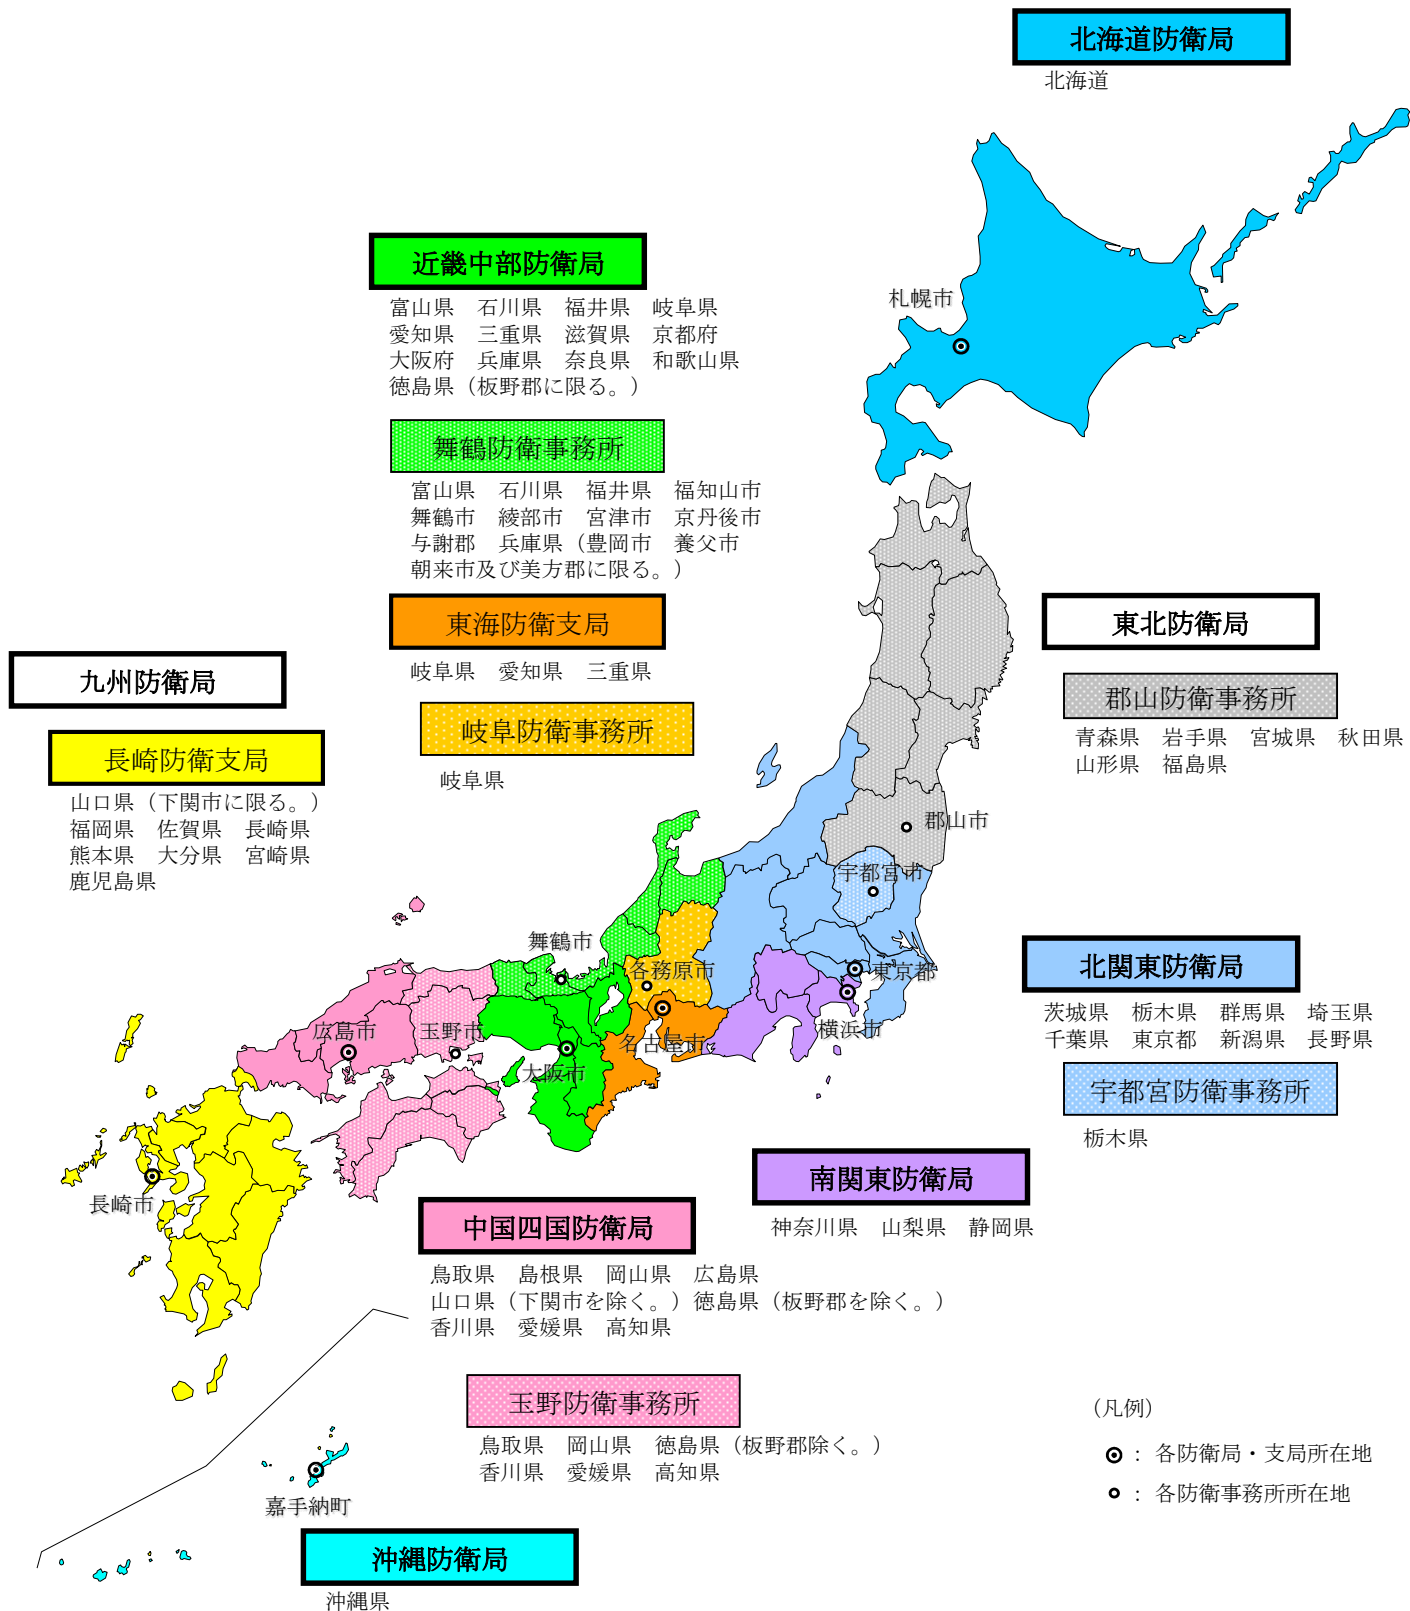 北海道防衛局
北海道
札幌市
近畿中部防衛局
富山県　石川県　福井県　岐阜県
愛知県　三重県　滋賀県　京都府
大阪府　兵庫県　奈良県　和歌山県
徳島県（板野郡に限る。）
舞鶴防衛事務所
富山県　石川県　福井県　福知山市
舞鶴市　綾部市　宮津市　京丹後市
与謝郡　兵庫県（豊岡市　養父市
朝来市及び美方郡に限る。）
東海防衛支局
岐阜県　愛知県　三重県
岐阜防衛事務所
岐阜県
東北防衛局
郡山防衛事務所
青森県　岩手県　宮城県　秋田県
山形県　福島県
九州防衛局
長崎防衛支局
山口県（下関市に限る。）
福岡県　佐賀県　長崎県
熊本県　大分県　宮崎県
鹿児島県
郡山市
宇都宮市
舞鶴市
各務原市
東京都
広島市
玉野市
名古屋市
横浜市
大阪市
長崎市
北関東防衛局
茨城県　栃木県　群馬県　埼玉県
千葉県　東京都　新潟県　長野県
宇都宮防衛事務所
栃木県
南関東防衛局
神奈川県　山梨県　静岡県
中国四国防衛局
鳥取県　島根県　岡山県　広島県
山口県（下関市を除く。）徳島県（板野郡を除く。）
香川県　愛媛県　高知県
玉野防衛事務所
鳥取県　岡山県　徳島県（板野郡除く。）
香川県　愛媛県　高知県
嘉手納町
沖縄防衛局
沖縄県
（凡例）
◎：各防衛局・支局所在地
○：各防衛事務所所在地